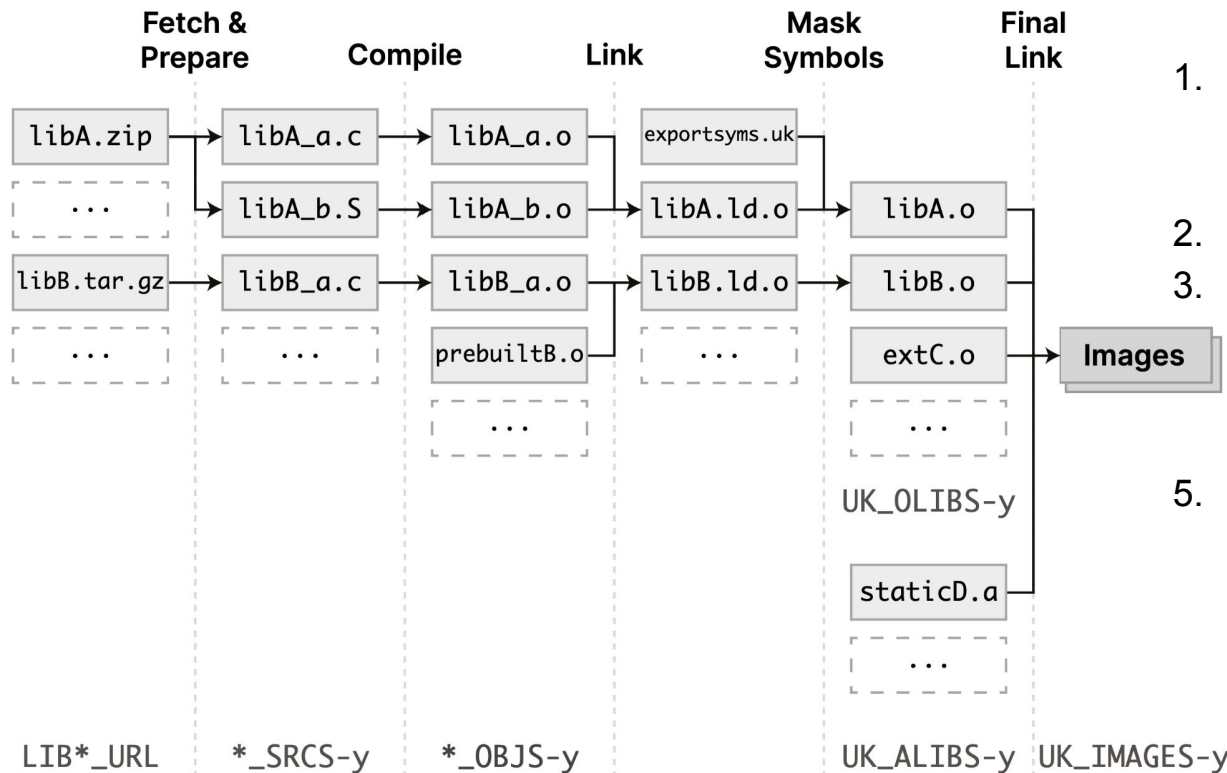 Fetch &
Prepare
Compile
Link
Mask
Symbols
Final
Link
1.
libA.zip
libA_a.c
libA_a.o
exportsyms.uk
...
libA_b.S
libA_b.o
libA.ld.o
libA.o
2.
libB.tar.gz
libB_a.c
libB_a.o
libB.ld.o
libB.o
3.
...
...
prebuiltB.o
...
extC.o
Images
...
...
UK_OLIBS-y
5.
staticD.a
...
LIB*_URL
*_SRCS-y
*_OBJS-y
UK_ALIBS-y
UK_IMAGES-y